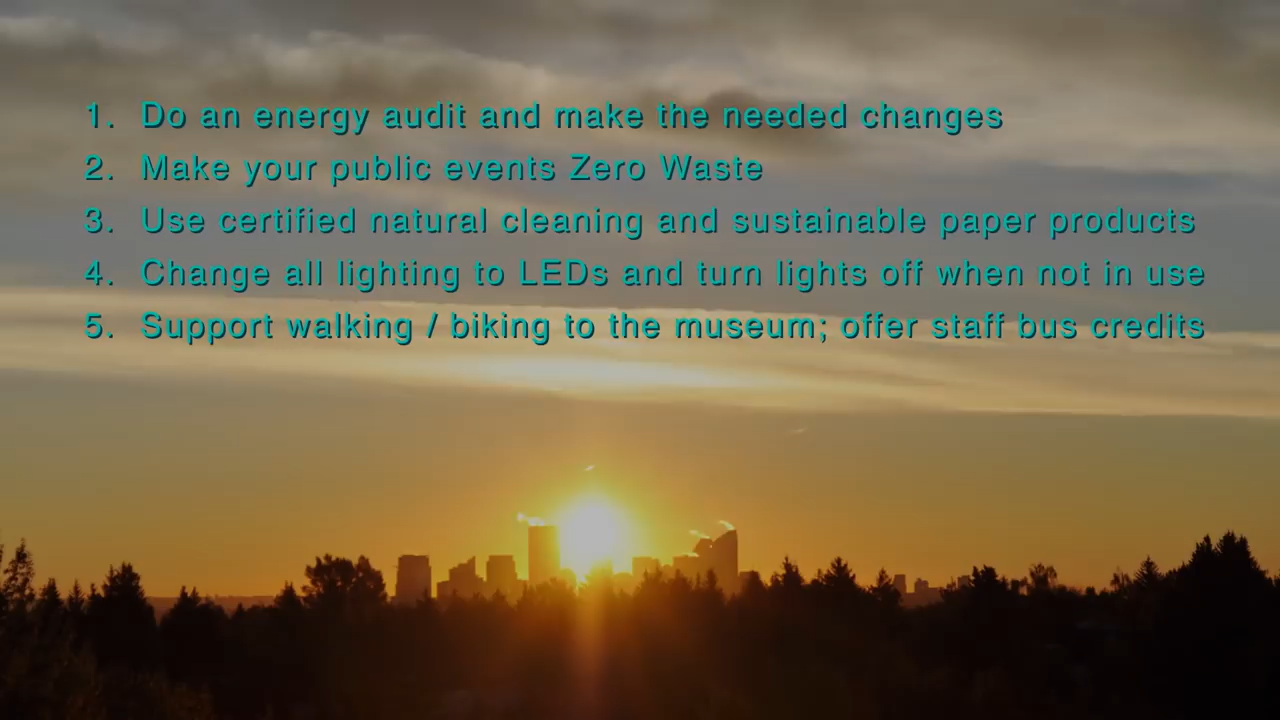 1. Do an energy audit and make the needed changes
2. Make your public events Zero Waste
3. Use certified natural cleaning and sustainable paper products
4. Change all lighting to LEDs and turn lights off when not in use
5. Support walking / biking to the museum; offer staff bus credits